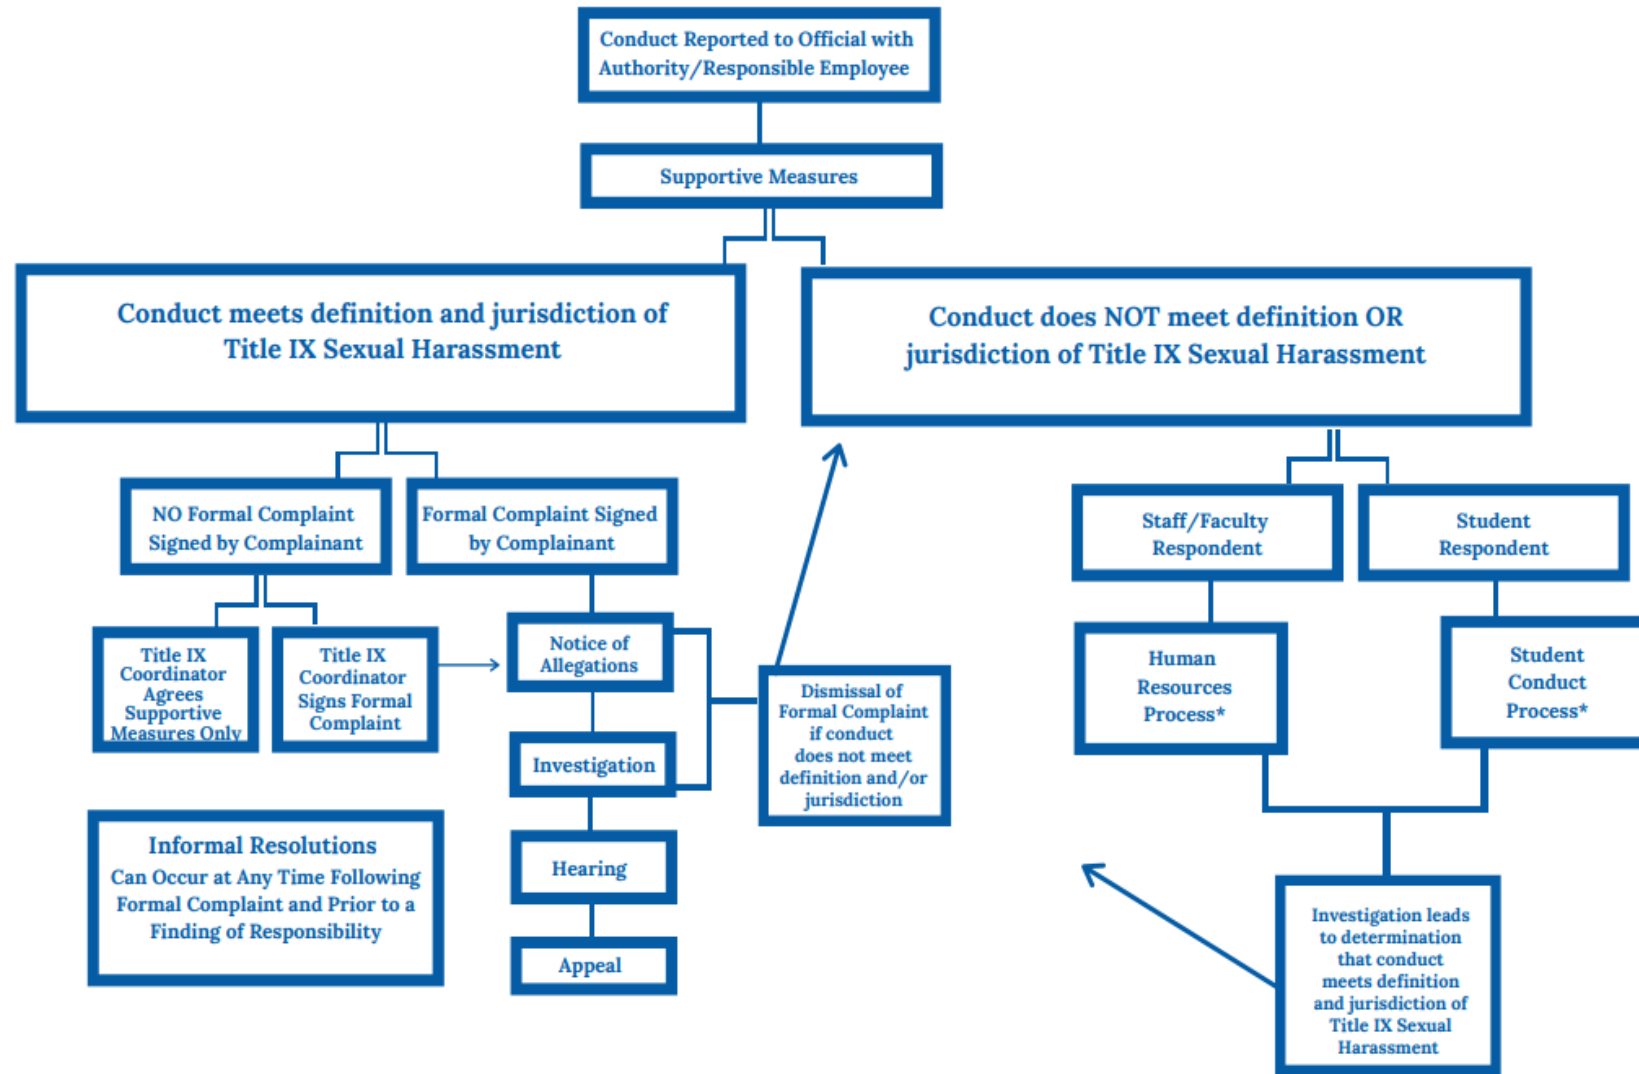 Conduct Reported to Official with
Authority/Responsible Employee
Supportive Measures
Conduct meets definition and jurisdiction of
Title IX Sexual Harassment
Conduct does NOT meet definition OR
jurisdiction of Title IX Sexual Harassment
NO Formal Complaint
Signed by Complainant
Formal Complaint Signed
by Complainant
Staff/Faculty
Respondent
Student
Respondent
Title IX
Coordinator
Agrees
Supportive
Measures Only
Title IX
Coordinator
Signs Formal
Complaint
Notice of
Allegations
Investigation
Hearing
Appeal
Dismissal of
Formal Complaint
if conduct
does not meet
definition and/or
jurisdiction
Human
Resources
Process*
Student
Conduct
Process*
Informal Resolutions
Can Occur at Any Time Following
Formal Complaint and Prior to a
Finding of Responsibility
Investigation leads
to determination
that conduct
meets definition
and jurisdiction of
Title IX Sexual
Harassment